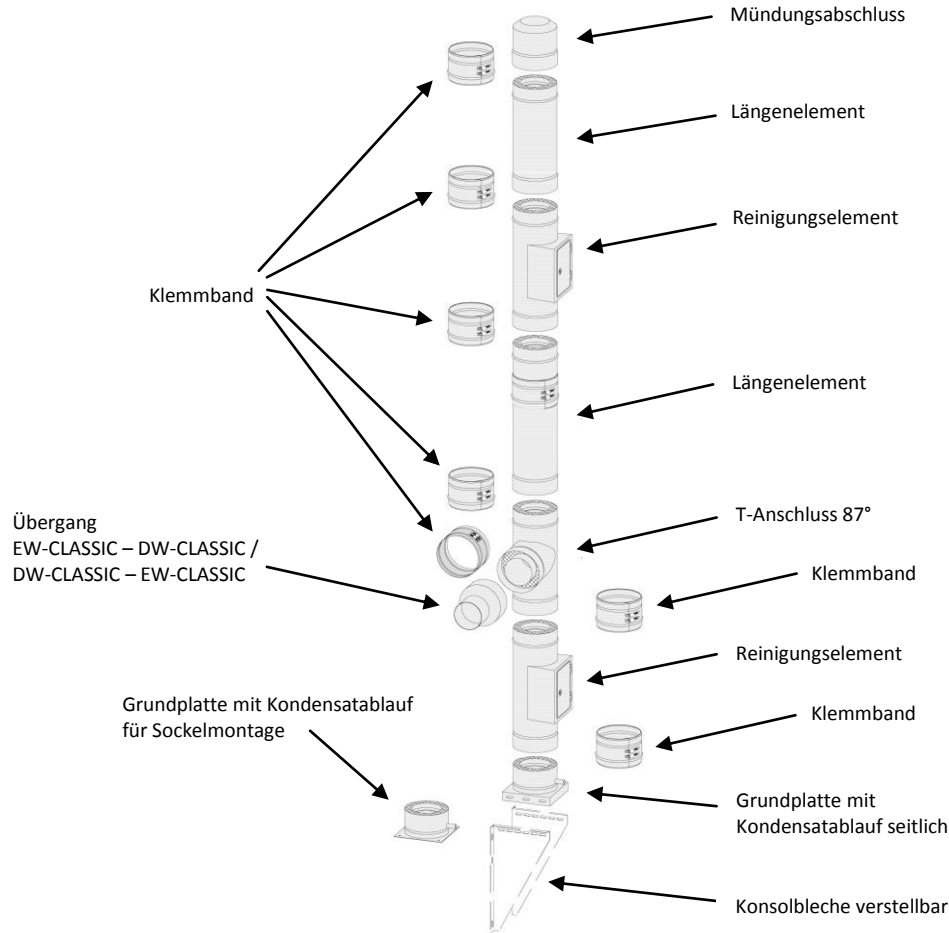 Mündungsabschluss
Längenelement
Reinigungselement
Klemmband
Längenelement
Übergang
EW-CLASSIC – DW-CLASSIC /
DW-CLASSIC – EW-CLASSIC
T-Anschluss 87°
Klemmband
Reinigungselement
Grundplatte mit Kondensatablauf
für Sockelmontage
Klemmband
Grundplatte mit
Kondensatablauf seitlich
Konsolbleche verstellbar